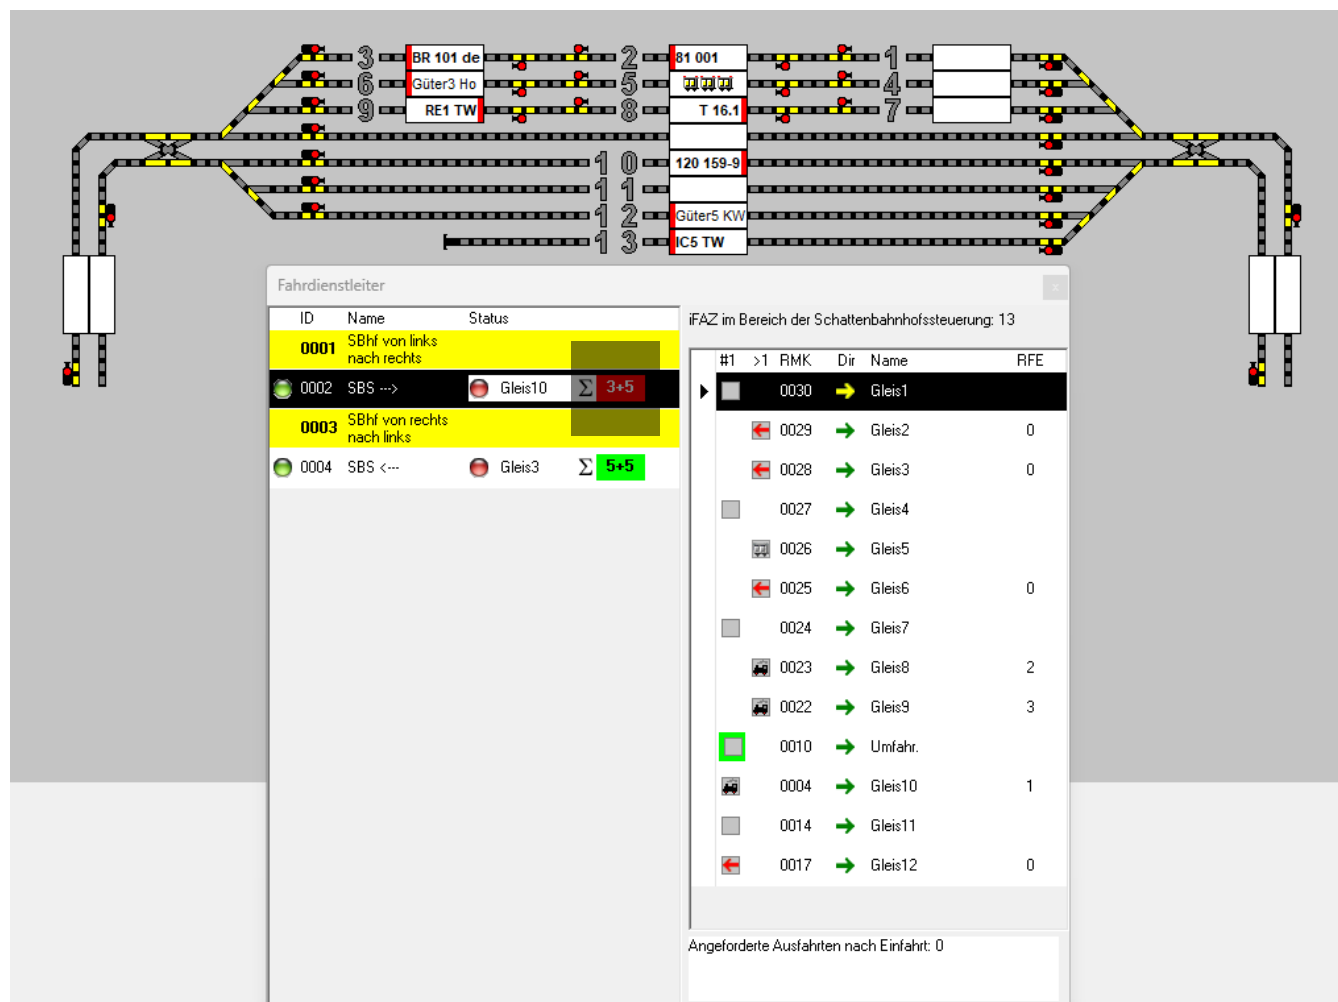 3 BR 101 de 2 81 001 1
6 Güter3 Ho 5 4
9 RE1 TW 8 T 16.1 7
10 120 159-9
11
12 Güter5 KW
13 IC5 TW
Fahrdienstleiter x
ID Name Status
0001 SBhf von links
nach rechts
0002 SBS ---> Gleis10 Σ 3+5
0003 SBhf von rechts
nach links
0004 SBS <--- Gleis3 Σ 5+5
iFAZ im Bereich der Schattenbahnhofssteuerung: 13
#1 >1 RMK Dir Name RFE
0030 Gleis1
0029 Gleis2 0
0028 Gleis3 0
0027 Gleis4
0026 Gleis5
0025 Gleis6 0
0024 Gleis7
0023 Gleis8 2
0022 Gleis9 3
0010 Umfahr.
0004 Gleis10 1
0014 Gleis11
0017 Gleis12 0
Angeforderte Ausfahrten nach Einfahrt: 0